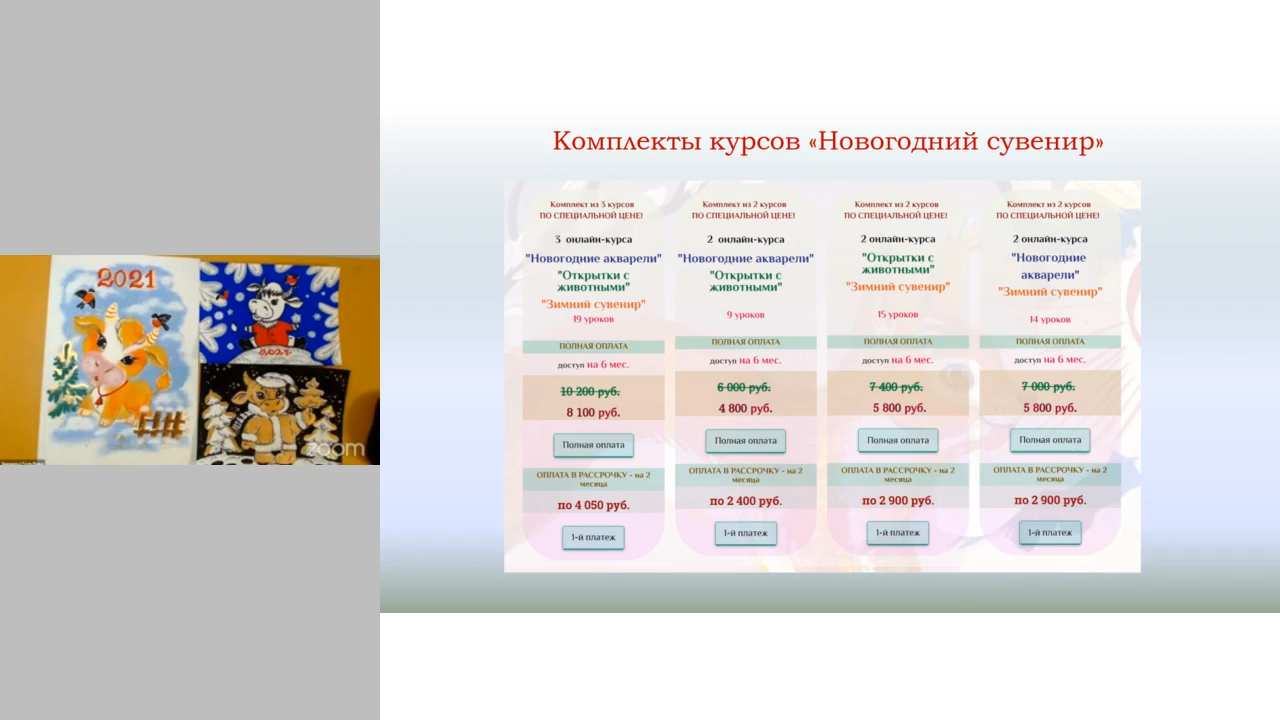 Комплекты курсов «Новогодний сувенир»
Комплект из 3 курсов
ПО СПЕЦИАЛЬНОЙ ЦЕНЕ!
3 онлайн-курса
"Новогодние акварели"
"Открытки с
животными"
"Зимний сувенир"
19 уроков
ПОЛНАЯ ОПЛАТА
доступ на 6 мес.
10 200 руб.
8 100 руб.
Полная оплата
ОПЛАТА В РАССРОЧКУ - на 2
месяца
по 4 050 руб.
1-й платеж
Комплект из 2 курсов
ПО СПЕЦИАЛЬНОЙ ЦЕНЕ!
2 онлайн-курса
"Новогодние акварели"
"Открытки с
животными"
9 уроков
ПОЛНАЯ ОПЛАТА
доступ на 6 мес.
6 000 руб.
4 800 руб.
Полная оплата
ОПЛАТА В РАССРОЧКУ - на 2
месяца
по 2 400 руб.
1-й платеж
Комплект из 2 курсов
ПО СПЕЦИАЛЬНОЙ ЦЕНЕ!
2 онлайн-курса
"Открытки с
животными"
"Зимний сувенир"
15 уроков
ПОЛНАЯ ОПЛАТА
доступ на 6 мес.
7 400 руб.
5 800 руб.
Полная оплата
ОПЛАТА В РАССРОЧКУ - на 2
месяца
по 2 900 руб.
1-й платеж
Комплект из 2 курсов
ПО СПЕЦИАЛЬНОЙ ЦЕНЕ!
2 онлайн-курса
"Новогодние
акварели"
"Зимний сувенир"
14 уроков
ПОЛНАЯ ОПЛАТА
доступ на 6 мес.
7 000 руб.
5 800 руб.
Полная оплата
ОПЛАТА В РАССРОЧКУ - на 2
месяца
по 2 900 руб.
1-й платеж
2021
2021
zoom